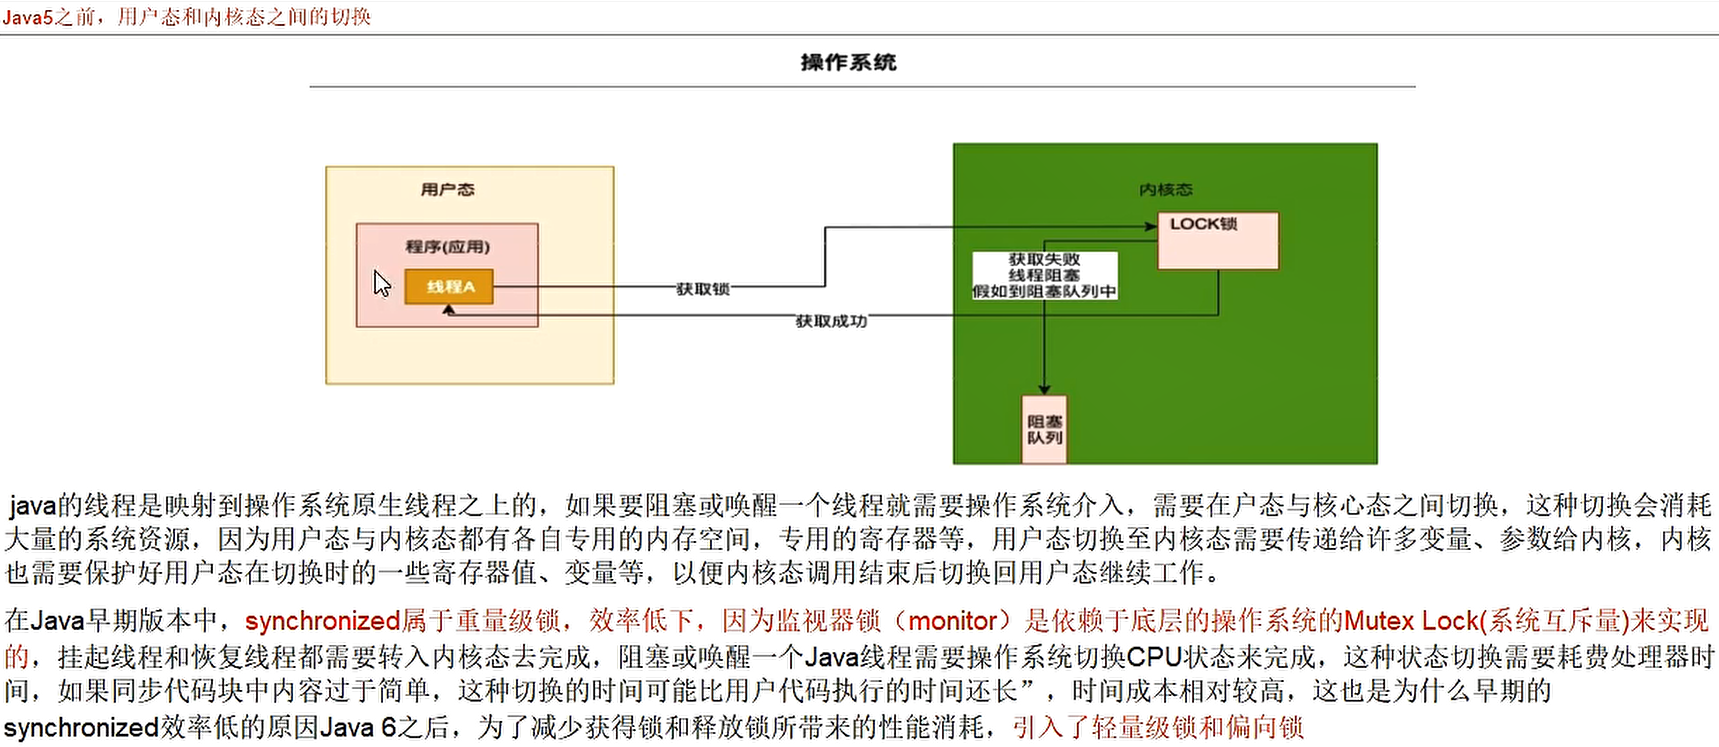 Java5之前，用户态和内核态之间的切换
操作系统
用户态
内核态
程序(应用)
LOCK锁
线程A
获取锁
获取失败
线程阻塞
假如到阻塞队列中
获取成功
阻塞
队列
java的线程是映射到操作系统原生线程之上的，如果要阻塞或唤醒一个线程就需要操作系统介入，需要在户态与核心态之间切换，这种切换会消耗
大量的系统资源，因为用户态与内核态都有各自专用的内存空间，专用的寄存器等，用户态切换至内核态需要传递给许多变量、参数给内核，内核
也需要保护好用户态在切换时的一些寄存器值、变量等，以便内核态调用结束后切换回用户态继续工作。
在Java早期版本中，synchronized属于重量级锁，效率低下，因为监视器锁（monitor）是依赖于底层的操作系统的Mutex Lock(系统互斥量)来实现
的，挂起线程和恢复线程都需要转入内核态去完成，阻塞或唤醒一个Java线程需要操作系统切换CPU状态来完成，这种状态切换需要耗费处理器时
间，如果同步代码块中内容过于简单，这种切换的时间可能比用户代码执行的时间还长”，时间成本相对较高，这也是为什么早期的
synchronized效率低的原因Java 6之后，为了减少获得锁和释放锁所带来的性能消耗，引入了轻量级锁和偏向锁